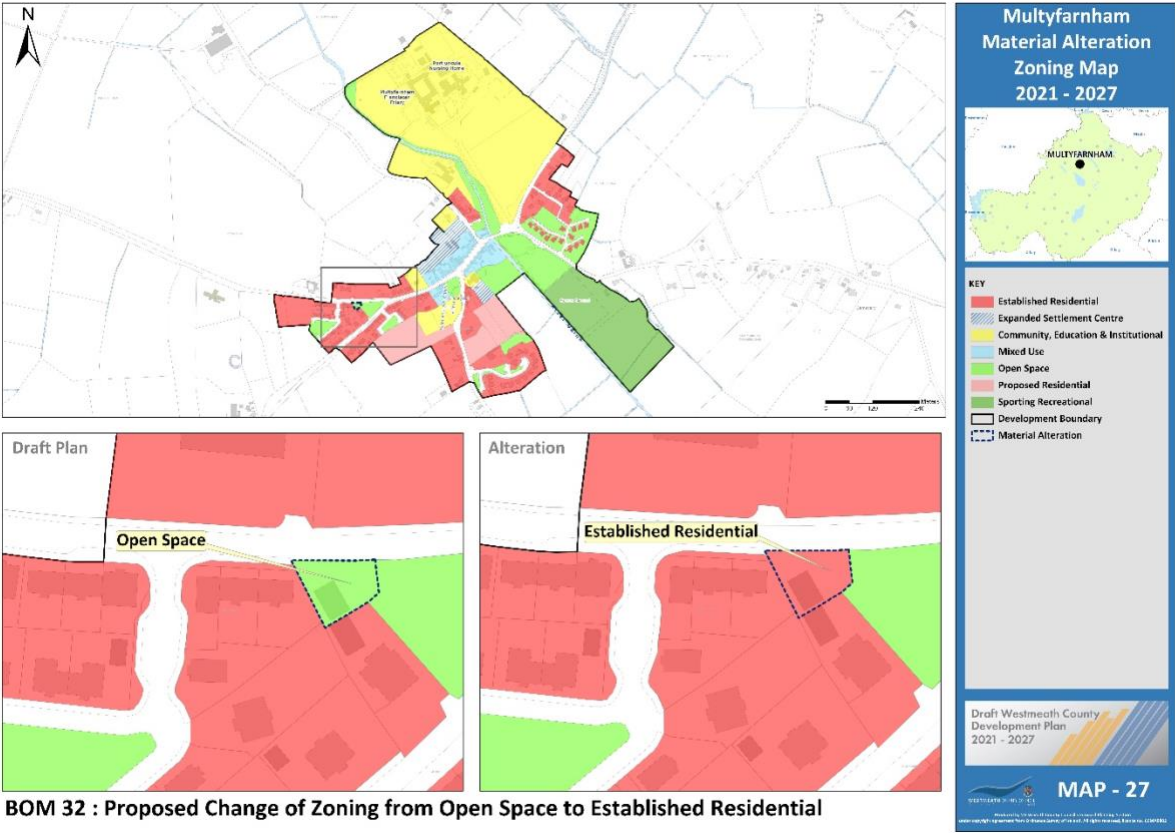 N
Multyfarnham
Material Alteration
Zoning Map
2021 - 2027
MULTYFARNHAM
KEY
Established Residential
Expanded Settlement Centre
Community, Education & Institutional
Mixed Use
Open Space
Proposed Residential
Sporting Recreational
Development Boundary
Material Alteration
Draft Plan
Open Space
Alteration
Established Residential
Draft Westmeath County
Development Plan
2021 - 2027
MAP - 27
BOM 32 : Proposed Change of Zoning from Open Space to Established Residential